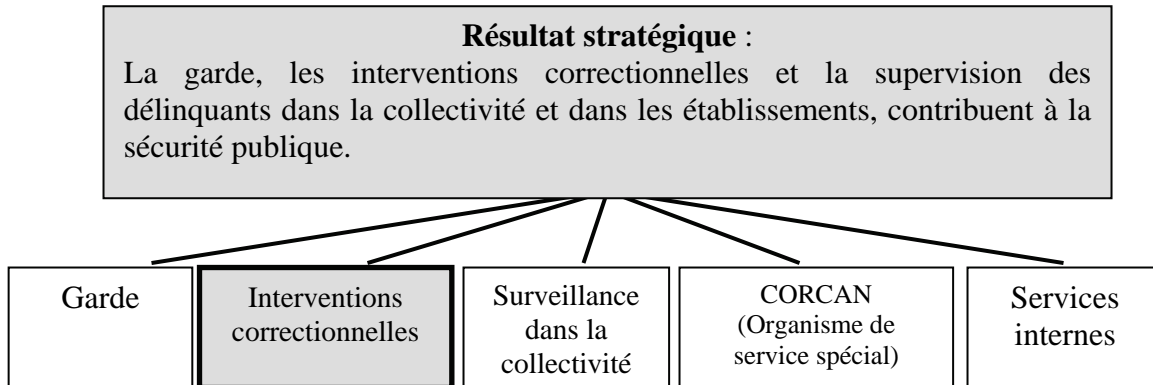 Résultat stratégique :
La garde, les interventions correctionnelles et la supervision des
délinquants dans la collectivité et dans les établissements, contribuent à la
sécurité publique.
Garde
Interventions
correctionnelles
Surveillance
dans la
collectivité
CORCAN
(Organisme de
service spécial)
Services
internes